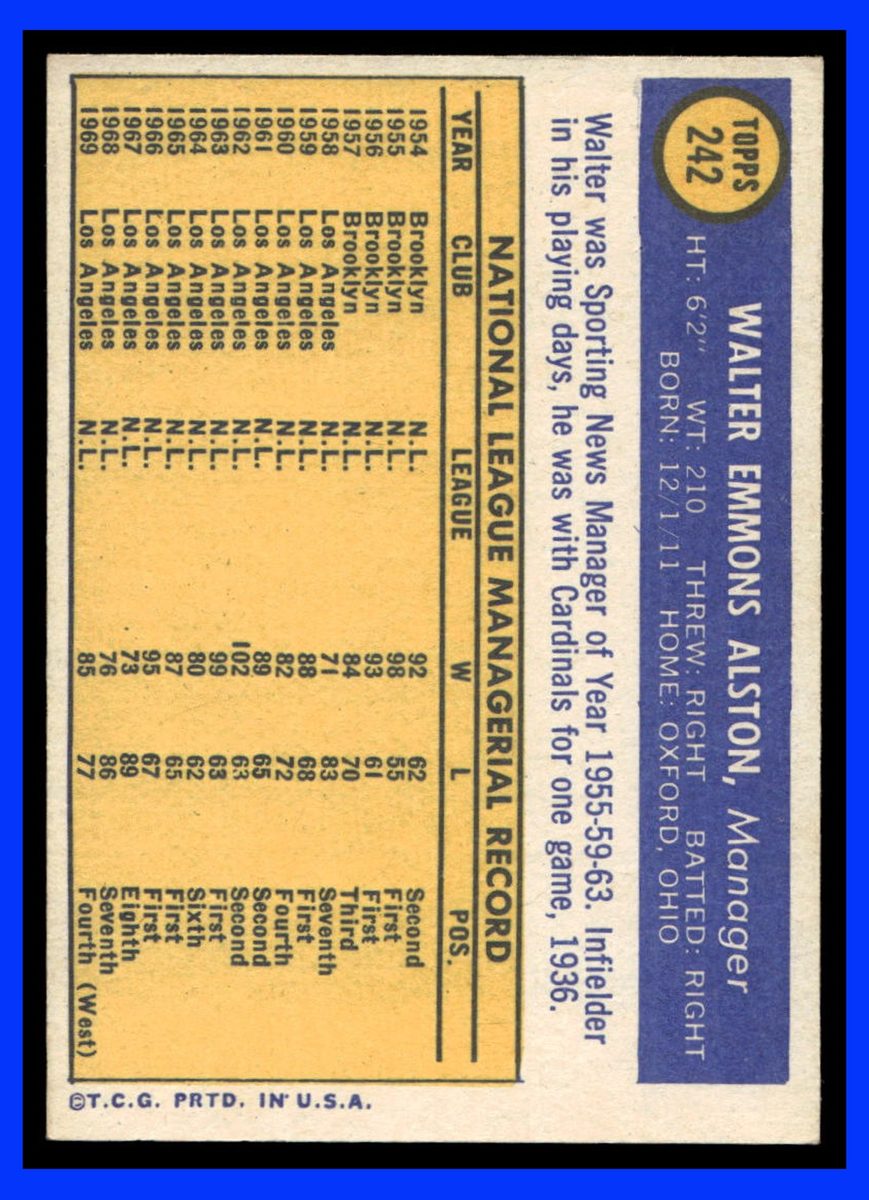 TOPPS
242
WALTER EMMONS ALSTON, Manager
HT: 6'2" WT: 210 THREW: RIGHT BATTED: RIGHT
BORN: 12/1/11 HOME: OXFORD, OHIO
Walter was Sporting News Manager of Year 1955-59-63. Infielder
in his playing days, he was with Cardinals for one game, 1936.
NATIONAL LEAGUE MANAGERIAL RECORD
YEAR CLUB LEAGUE W L POS.
1954 Brooklyn N.L. 92 62 Second
1955 Brooklyn N.L. 98 55 First
1956 Brooklyn N.L. 93 61 First
1957 Brooklyn N.L. 84 70 Third
1958 Los Angeles N.L. 71 83 Seventh
1959 Los Angeles N.L. 88 68 First
1960 Los Angeles N.L. 82 72 Fourth
1961 Los Angeles N.L. 89 65 Second
1962 Los Angeles N.L. 102 63 Second
1963 Los Angeles N.L. 99 63 First
1964 Los Angeles N.L. 80 62 Sixth
1965 Los Angeles N.L. 87 65 First
1966 Los Angeles N.L. 95 67 First
1967 Los Angeles N.L. 73 89 Eighth
1968 Los Angeles N.L. 76 86 Seventh
1969 Los Angeles N.L. 85 77 Fourth (West)
©T.C.G. PRTD. IN U.S.A.